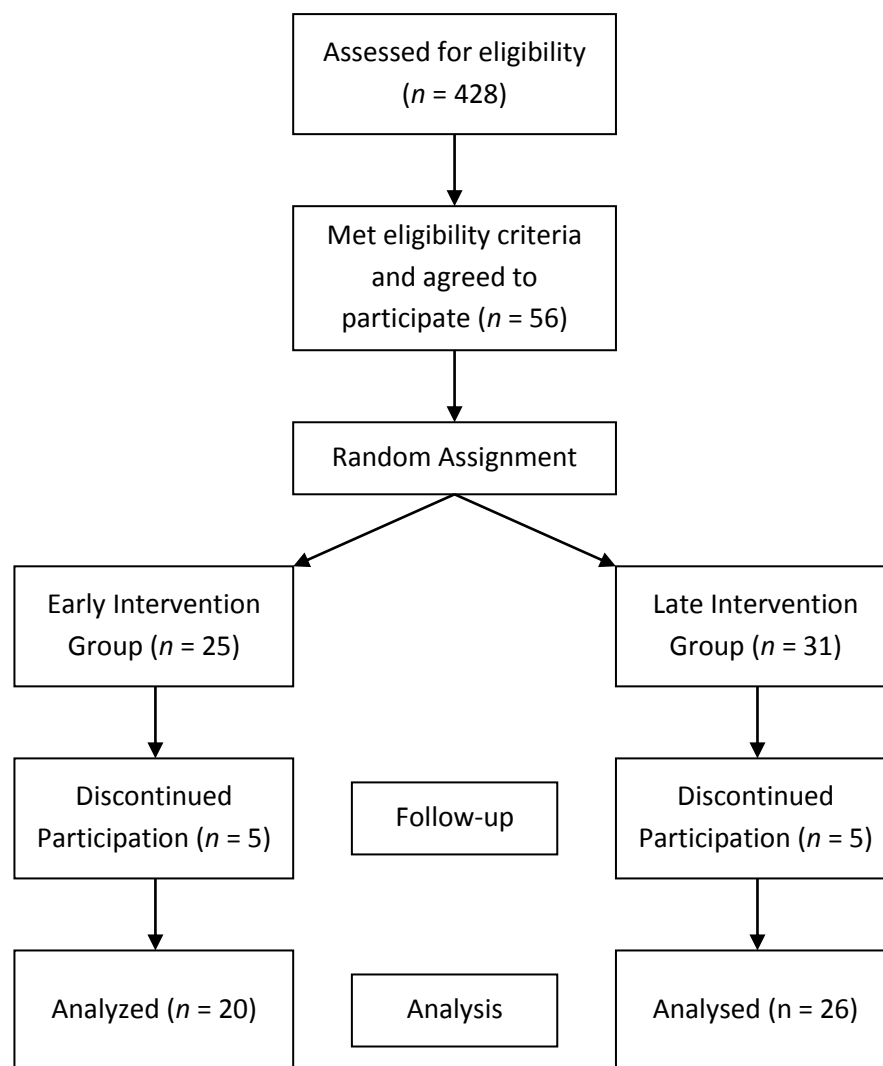 Assessed for eligibility
(n = 428)
Met eligibility criteria
and agreed to
participate (n = 56)
Random Assignment
Early Intervention
Group (n = 25)
Late Intervention
Group (n = 31)
Discontinued
Participation (n = 5)
Follow-up
Discontinued
Participation (n = 5)
Analyzed (n = 20)
Analysis
Analysed (n = 26)